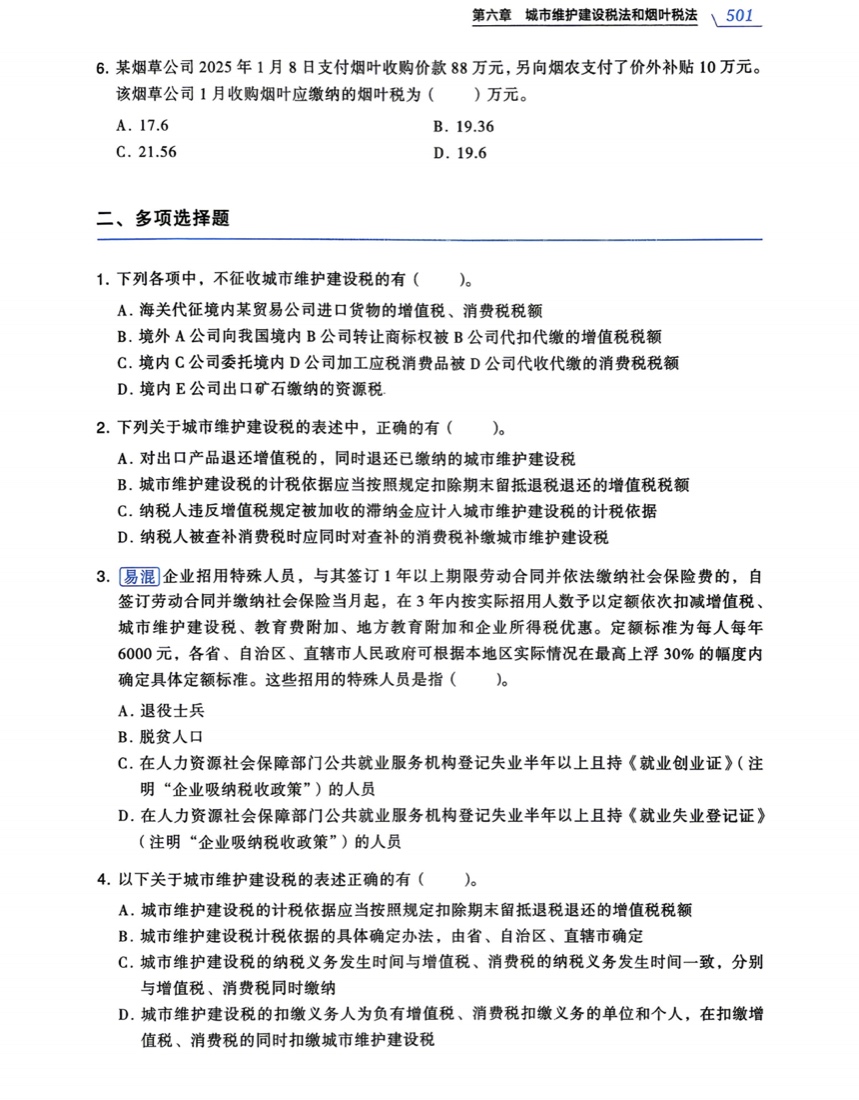 第六章 城市维护建设税法和烟叶税法 501
6. 某烟草公司 2025 年 1 月 8 日支付烟叶收购价款 88 万元，另向烟农支付了价外补贴 10 万元。
该烟草公司 1 月收购烟叶应缴纳的烟叶税为（  ）万元。
A. 17.6 B. 19.36
C. 21.56 D. 19.6
二、多项选择题
1. 下列各项中，不征收城市维护建设税的有（  ）。
A. 海关代征境内某贸易公司进口货物的增值税、消费税税额
B. 境外 A 公司向我国境内 B 公司转让商标权被 B 公司代扣代缴的增值税税额
C. 境内 C 公司委托境内 D 公司加工应税消费品被 D 公司代收代缴的消费税税额
D. 境内 E 公司出口矿石缴纳的资源税
2. 下列关于城市维护建设税的表述中，正确的有（  ）。
A. 对出口产品退还增值税的，同时退还已缴纳的城市维护建设税
B. 城市维护建设税的计税依据应当按照规定扣除期末留抵退税退还的增值税税额
C. 纳税人违反增值税规定被加收的滞纳金应计入城市维护建设税的计税依据
D. 纳税人被查补消费税时应同时对查补的消费税补缴城市维护建设税
3. 易混 企业招用特殊人员，与其签订 1 年以上期限劳动合同并依法缴纳社会保险费的，自
签订劳动合同并缴纳社会保险当月起，在 3 年内按实际招用人数予以定额依次扣减增值税、
城市维护建设税、教育费附加、地方教育附加和企业所得税优惠。定额标准为每人每年
6000 元，各省、自治区、直辖市人民政府可根据本地区实际情况在最高上浮 30% 的幅度内
确定具体定额标准。这些招用的特殊人员是指（  ）。
A. 退役士兵
B. 脱贫人口
C. 在人力资源社会保障部门公共就业服务机构登记失业半年以上且持《就业创业证》（注
明“企业吸纳税收政策”）的人员
D. 在人力资源社会保障部门公共就业服务机构登记失业半年以上且持《就业失业登记证》
（注明“企业吸纳税收政策”）的人员
4. 以下关于城市维护建设税的表述正确的有（  ）。
A. 城市维护建设税的计税依据应当按照规定扣除期末留抵退税退还的增值税税额
B. 城市维护建设税计税依据的具体确定办法，由省、自治区、直辖市确定
C. 城市维护建设税的纳税义务发生时间与增值税、消费税的纳税义务发生时间一致，分别
与增值税、消费税同时缴纳
D. 城市维护建设税的扣缴义务人为负有增值税、消费税扣缴义务的单位和个人，在扣缴增
值税、消费税的同时扣缴城市维护建设税